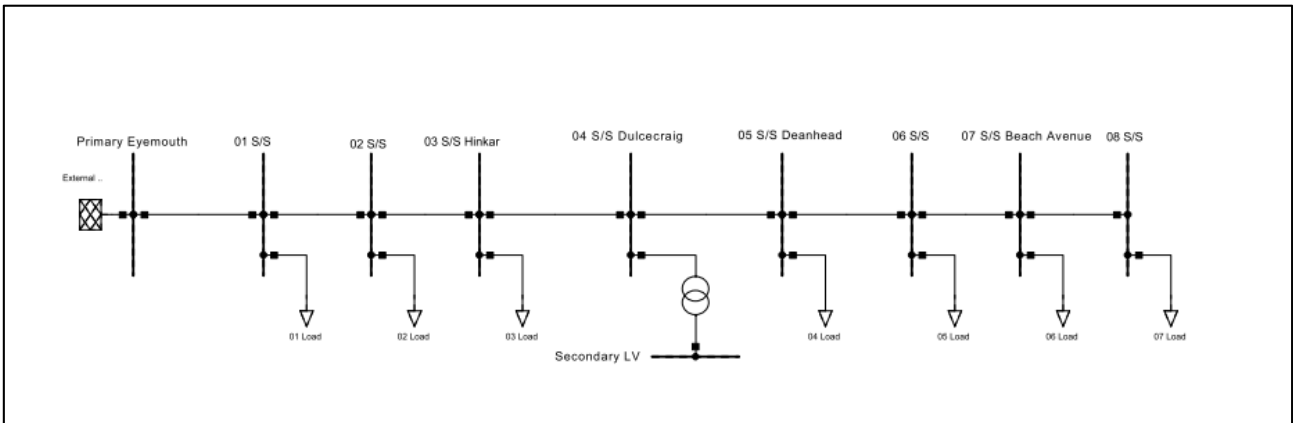 Primary Eyemouth
01 S/S
02 S/S
03 S/S Hinkar
04 S/S Dulcecraig
05 S/S Deanhead
06 S/S
07 S/S Beach Avenue
08 S/S
External ..
01 Load
02 Load
03 Load
04 Load
05 Load
06 Load
07 Load
Secondary LV